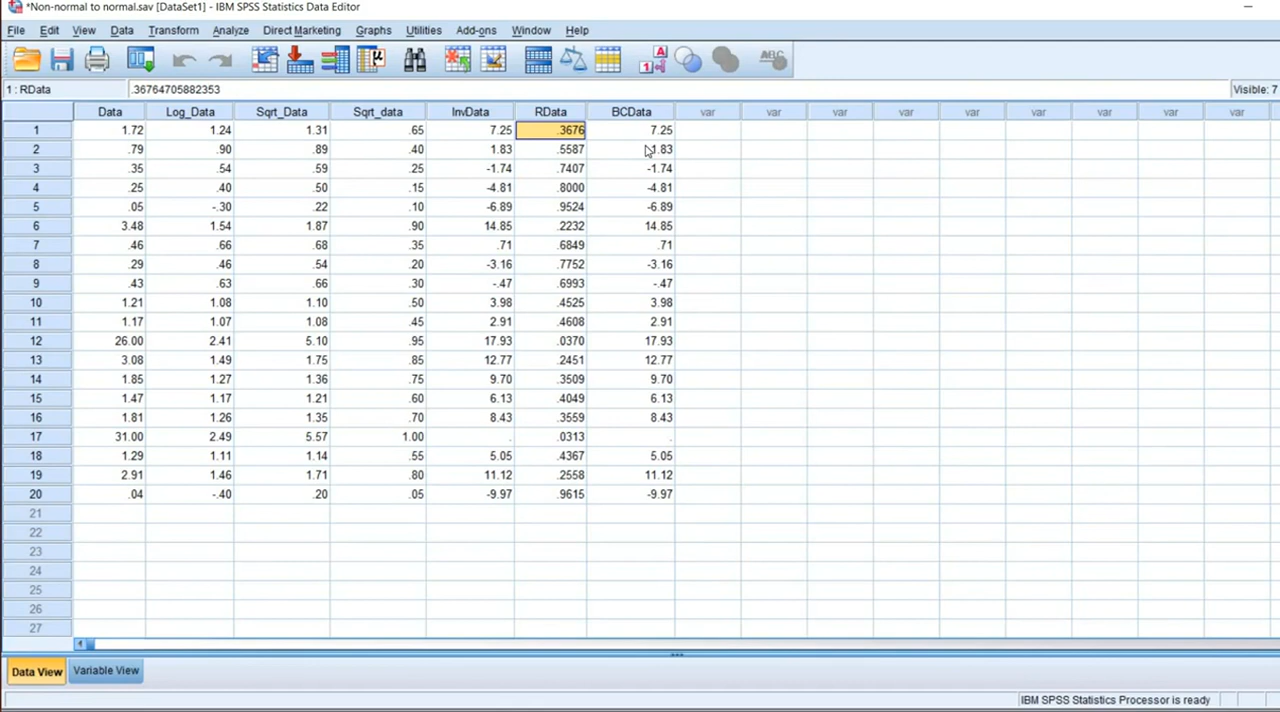 *Non-normal to normal.sav [DataSet1] - IBM SPSS Statistics Data Editor
File Edit View Data Transform Analyze Direct Marketing Graphs Utilities Add-ons Window Help
1 : RData .36764705882353 Visible: 7
Data Log_Data Sqrt_Data Sqrt_data InvData RData BCData var var var var var var var var var
1 1.72 1.24 1.31 .65 7.25 .3676 7.25
2 .79 .90 .89 .40 1.83 .5587 1.83
3 .35 .54 .59 .25 -1.74 .7407 -1.74
4 .25 .40 .50 .15 -4.81 .8000 -4.81
5 .05 -.30 .22 .10 -6.89 .9524 -6.89
6 3.48 1.54 1.87 .90 14.85 .2232 14.85
7 .46 .66 .68 .35 .71 .6849 .71
8 .29 .46 .54 .20 -3.16 .7752 -3.16
9 .43 .63 .66 .30 -.47 .6993 -.47
10 1.21 1.08 1.10 .50 3.98 .4525 3.98
11 1.17 1.07 1.08 .45 2.91 .4608 2.91
12 26.00 2.41 5.10 .95 17.93 .0370 17.93
13 3.08 1.49 1.75 .85 12.77 .2451 12.77
14 1.85 1.27 1.36 .75 9.70 .3509 9.70
15 1.47 1.17 1.21 .60 6.13 .4049 6.13
16 1.81 1.26 1.35 .70 8.43 .3559 8.43
17 31.00 2.49 5.57 1.00 . .0313 .
18 1.29 1.11 1.14 .55 5.05 .4367 5.05
19 2.91 1.46 1.71 .80 11.12 .2558 11.12
20 .04 -.40 .20 .05 -9.97 .9615 -9.97
21
22
23
24
25
26
27
Data View Variable View
IBM SPSS Statistics Processor is ready